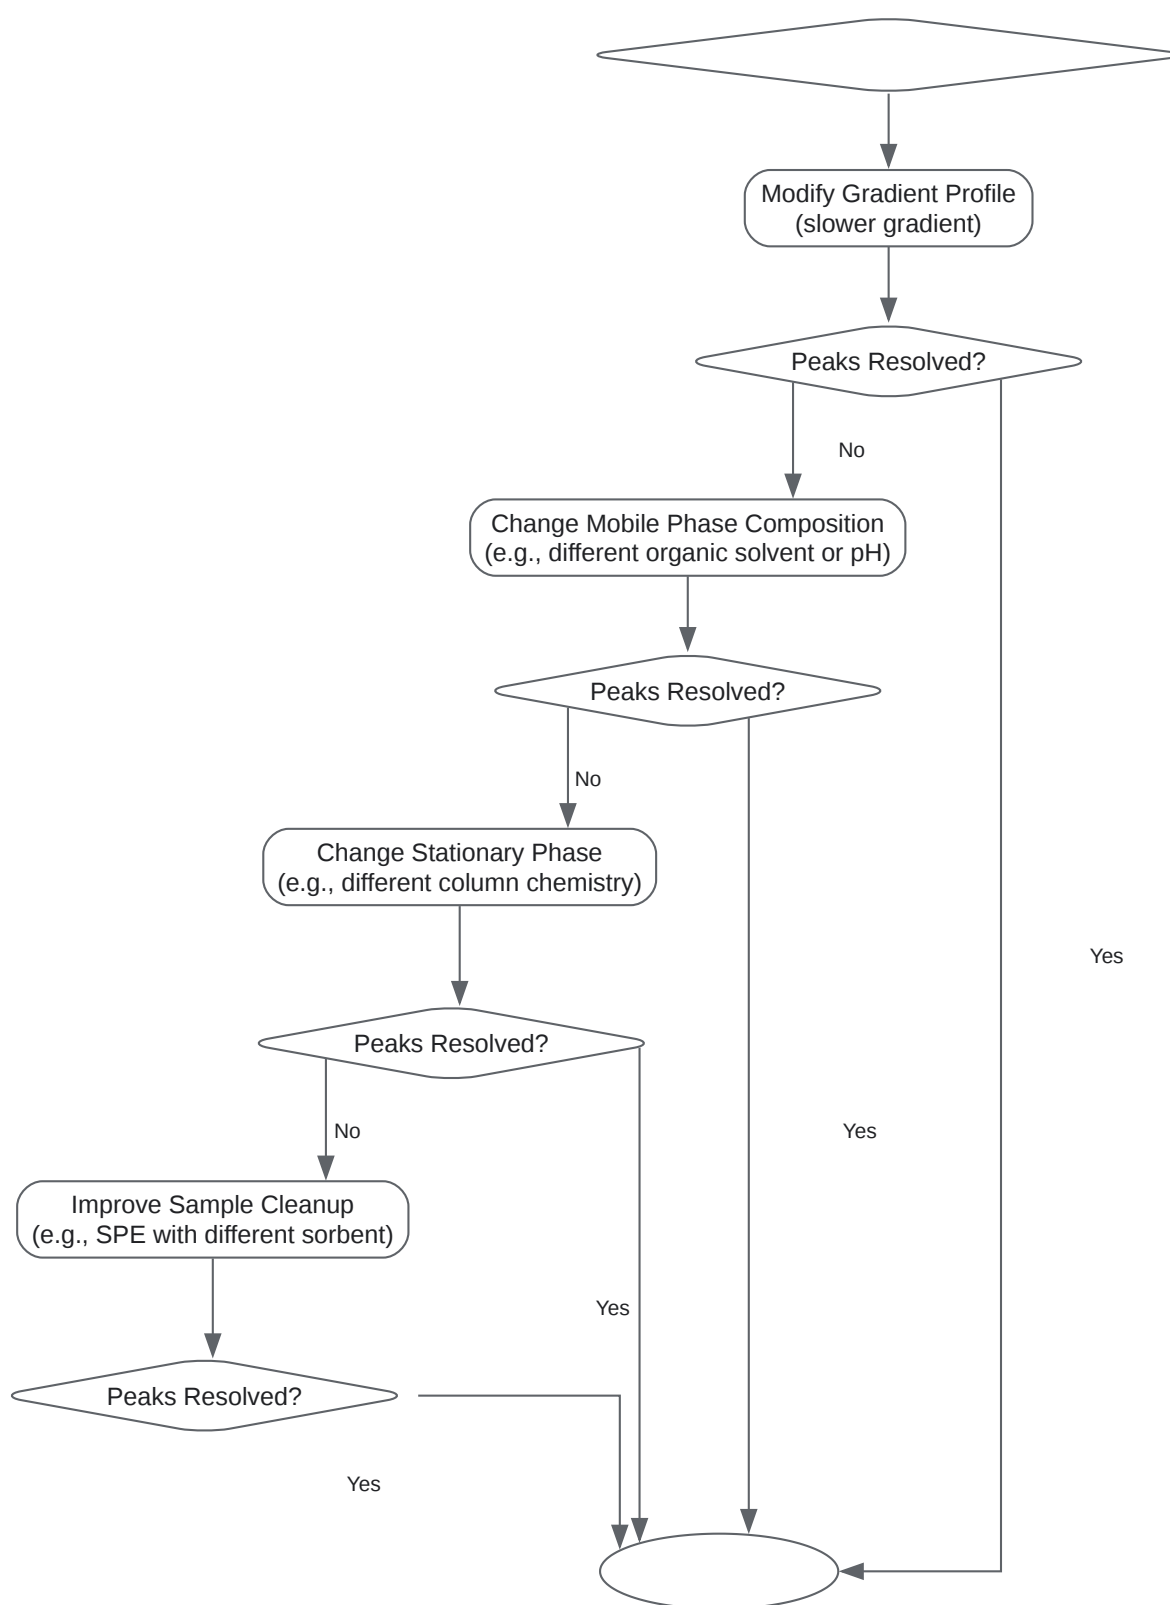 Modify Gradient Profile
(slower gradient)
Peaks Resolved?
No
Change Mobile Phase Composition
(e.g., different organic solvent or pH)
Peaks Resolved?
No
Change Stationary Phase
(e.g., different column chemistry)
Yes
Peaks Resolved?
No
Yes
Improve Sample Cleanup
(e.g., SPE with different sorbent)
Yes
Peaks Resolved?
Yes